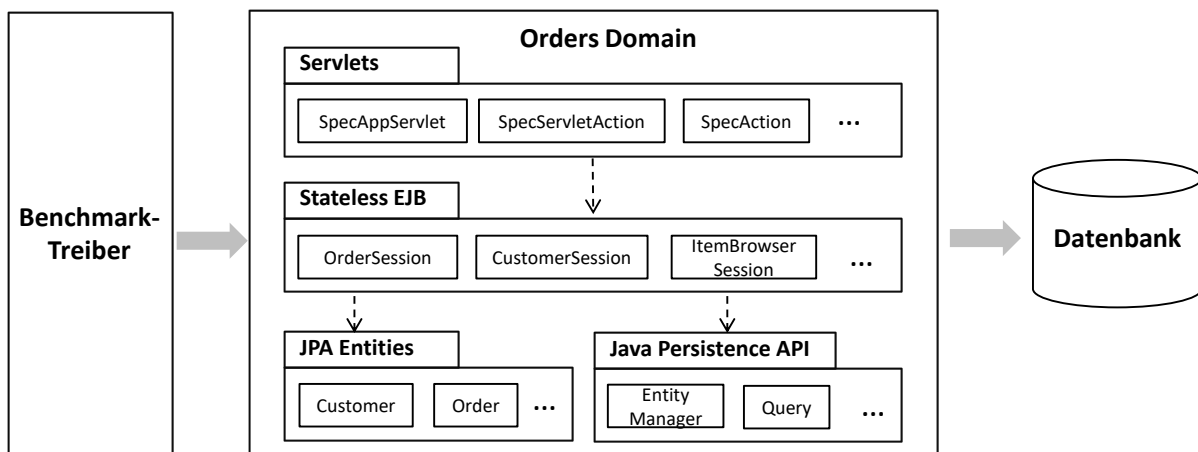 Orders Domain
Servlets
SpecAppServlet
SpecServletAction
SpecAction
...
Benchmark-
Treiber
Stateless EJB
OrderSession
CustomerSession
ItemBrowser
Session
...
Datenbank
JPA Entities
Customer
Order
...
Java Persistence API
Entity
Manager
Query
...